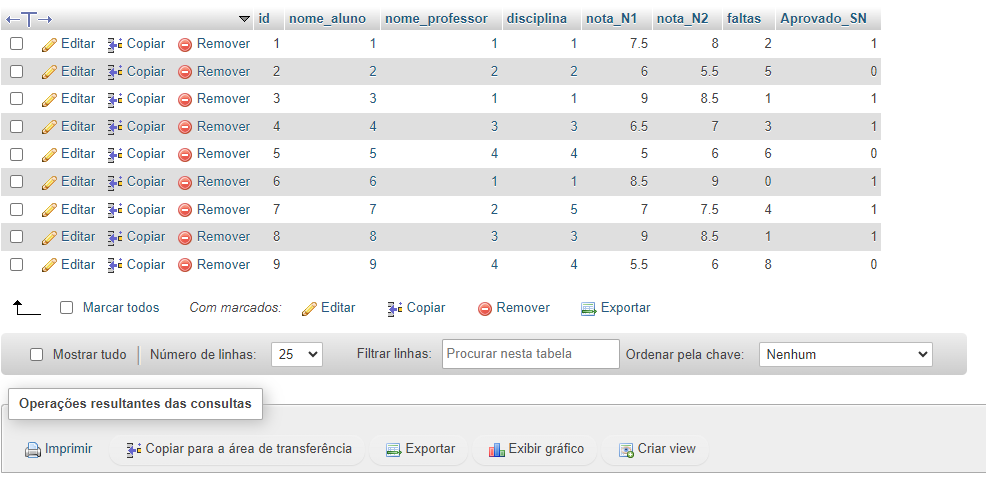 id nome_aluno nome_professor disciplina nota_N1 nota_N2 faltas Aprovado_SN
Editar Copiar Remover 1 1 1 1 7.5 8 2 1
Editar Copiar Remover 2 2 2 2 6 5.5 5 0
Editar Copiar Remover 3 3 1 1 9 8.5 1 1
Editar Copiar Remover 4 4 3 3 6.5 7 3 1
Editar Copiar Remover 5 5 4 4 5 6 6 0
Editar Copiar Remover 6 6 1 1 8.5 9 0 1
Editar Copiar Remover 7 7 2 5 7 7.5 4 1
Editar Copiar Remover 8 8 3 3 9 8.5 1 1
Editar Copiar Remover 9 9 4 4 5.5 6 8 0
Marcar todos Com marcados: Editar Copiar Remover Exportar
Mostrar tudo Número de linhas: 25 Filtrar linhas: Procurar nesta tabela Ordenar pela chave: Nenhum
Operações resultantes das consultas
Imprimir Copiar para a área de transferência Exportar Exibir gráfico Criar view